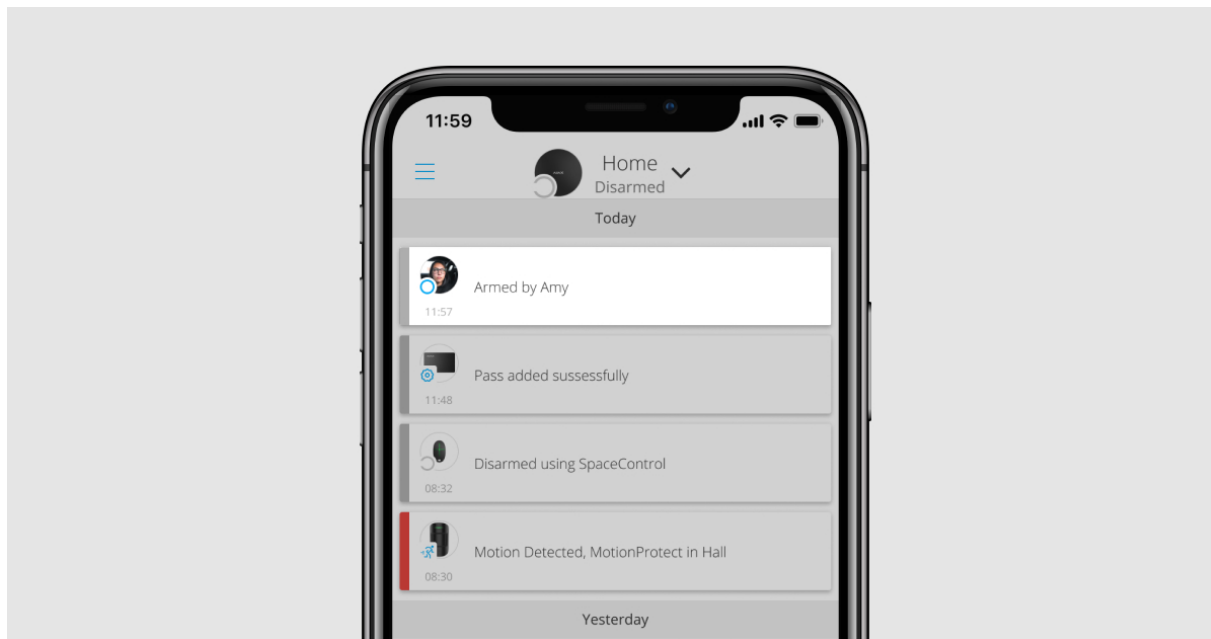 11:59
Home
Disarmed
Today
Armed by Amy
11:57
Pass added sussessfully
11:48
Disarmed using SpaceControl
08:32
Motion Detected, MotionProtect in Hall
08:30
Yesterday